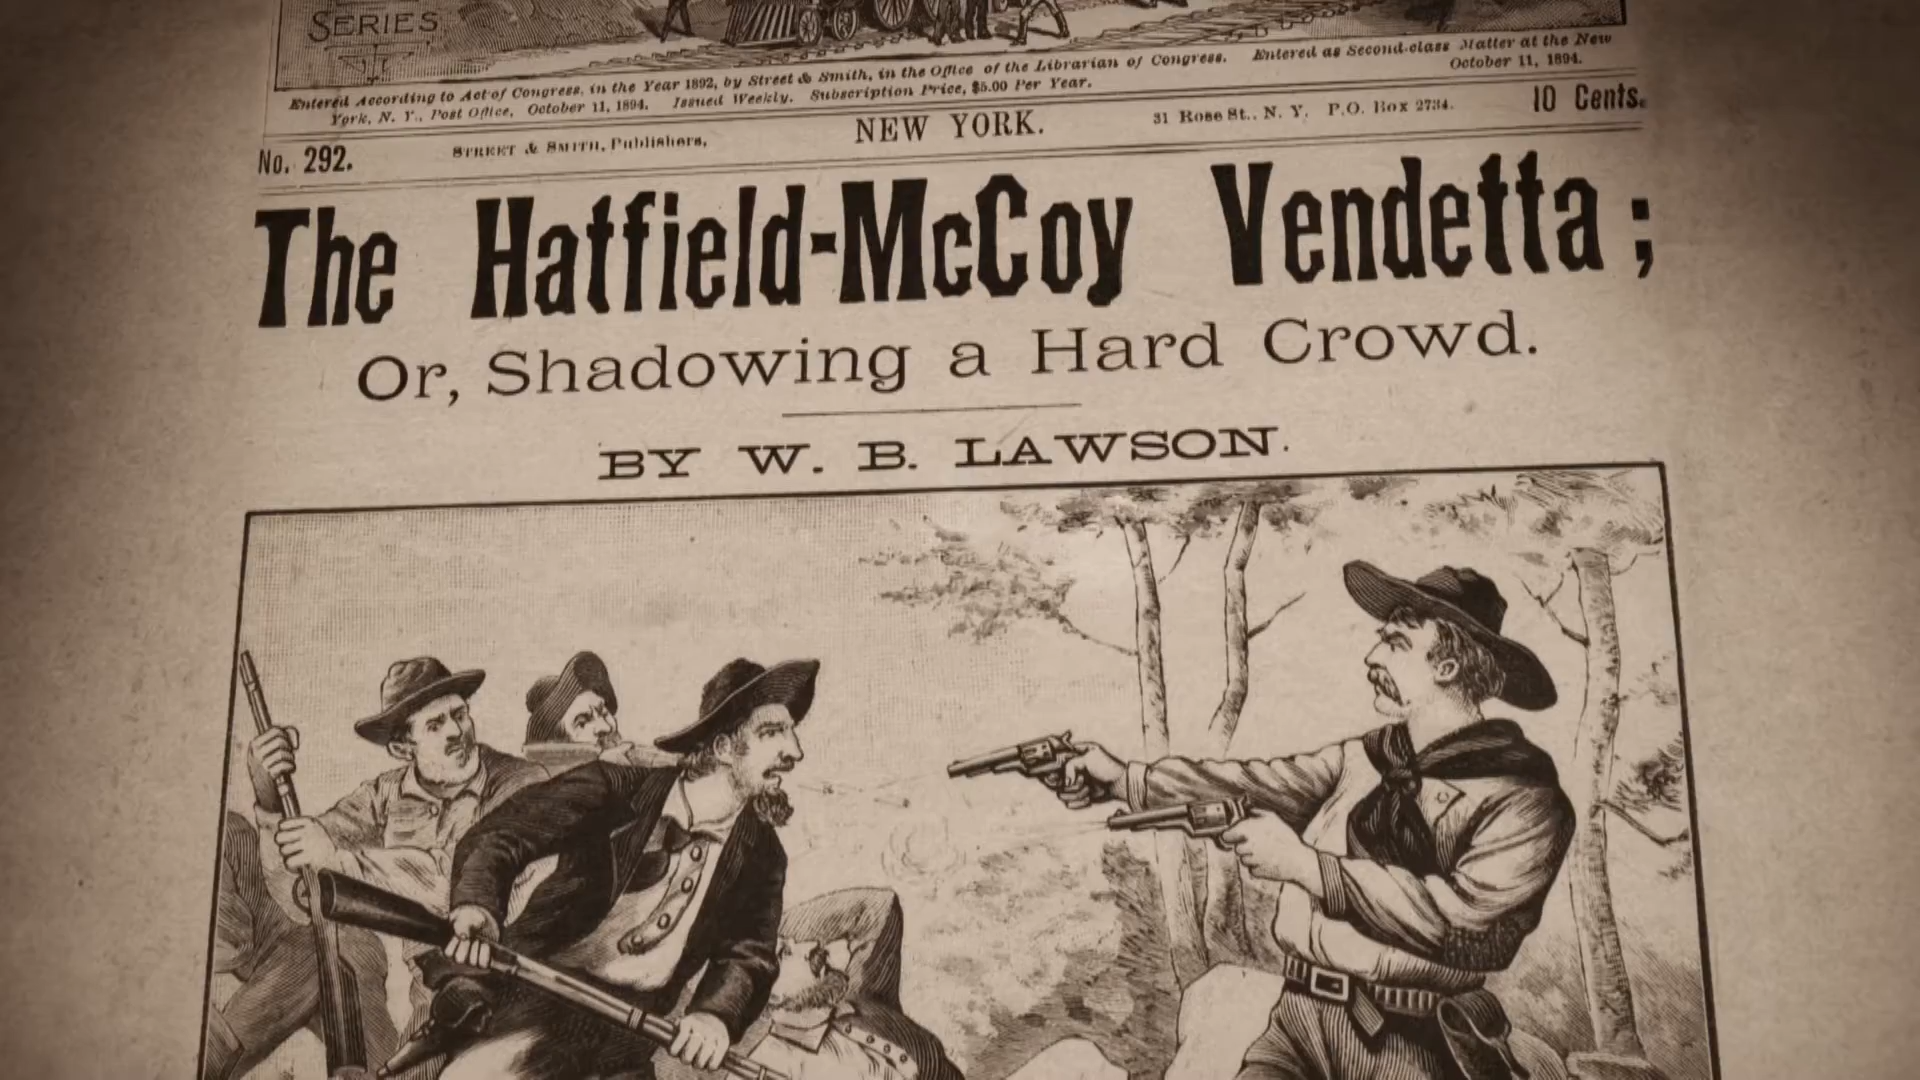 SERIES
Entered According to Act of Congress, in the Year 1892, by Street & Smith, in the Office of the Librarian of Congress. Entered as Second-class Matter at the New
York, N. Y., Post Office, October 11, 1894. Issued Weekly. Subscription Price, $5.00 Per Year. October 11, 1894.
No. 292. STREET & SMITH, Publishers, NEW YORK. 31 Rose St., N. Y. P.O. Box 2734. 10 Cents.
The Hatfield-McCoy Vendetta;
Or, Shadowing a Hard Crowd.
BY W. B. LAWSON.